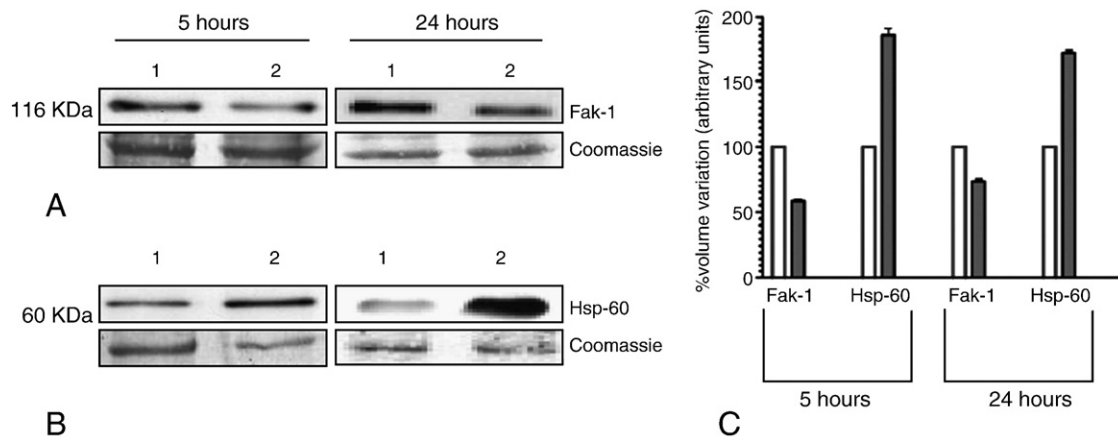 5 hours 24 hours
1 2 1 2
116 KDa Fak-1
Coomassie
A
1 2 1 2
60 KDa Hsp-60
Coomassie
B
%volume variation (arbitrary units)
200
150
100
50
0
Fak-1 Hsp-60 Fak-1 Hsp-60
5 hours 24 hours
C